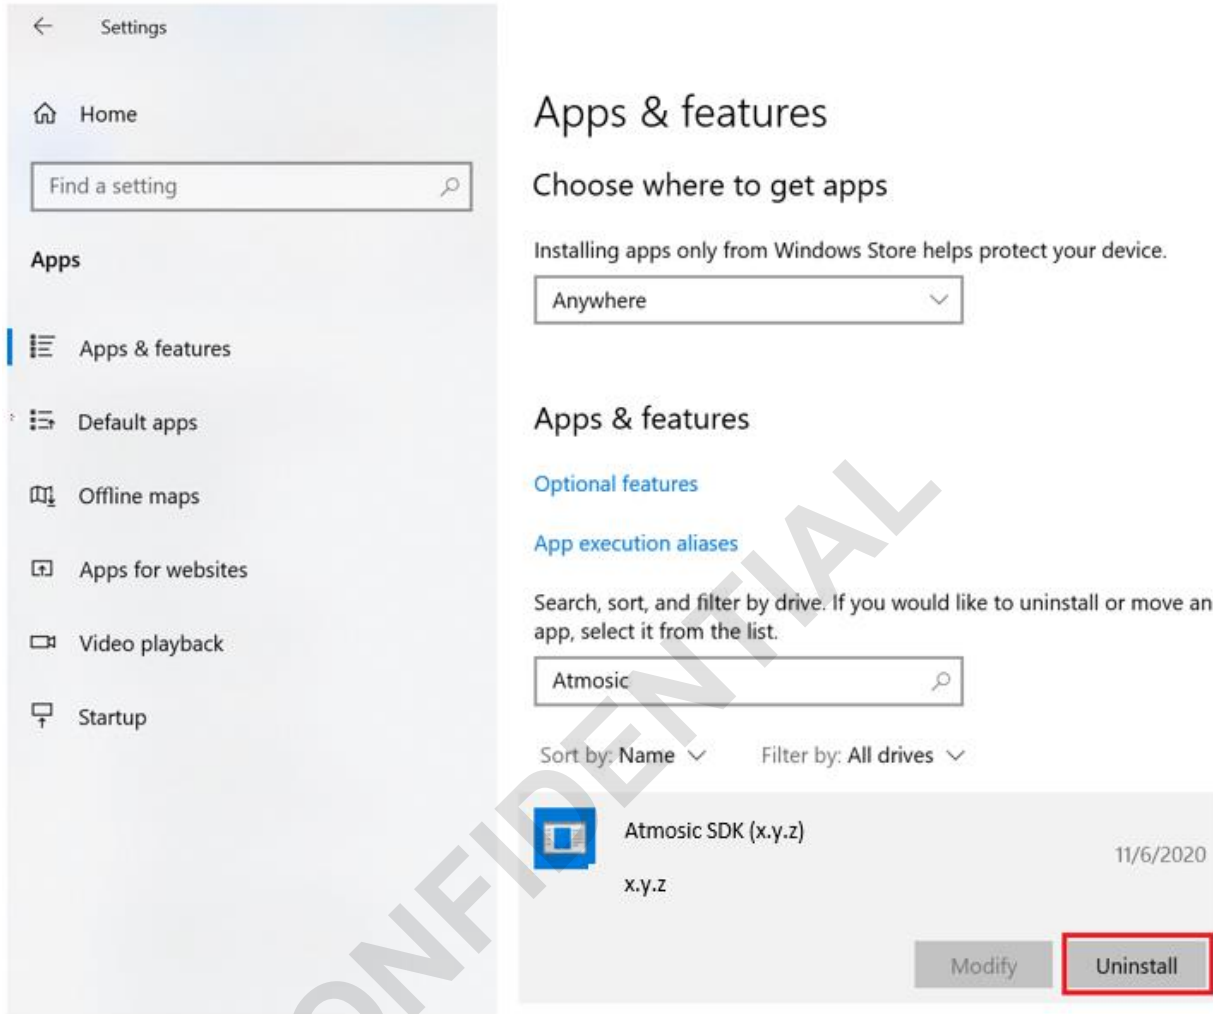 Settings
Home
Find a setting
Apps
Apps & features
Default apps
Offline maps
Apps for websites
Video playback
Startup
Apps & features
Choose where to get apps
Installing apps only from Windows Store helps protect your device.
Anywhere
Apps & features
Optional features
App execution aliases
Search, sort, and filter by drive. If you would like to uninstall or move an
app, select it from the list.
Atmosic
Sort by: Name
Filter by: All drives
Atmosic SDK (x.y.z)
11/6/2020
x.y.z
Modify
Uninstall
ONFIDENTIAL